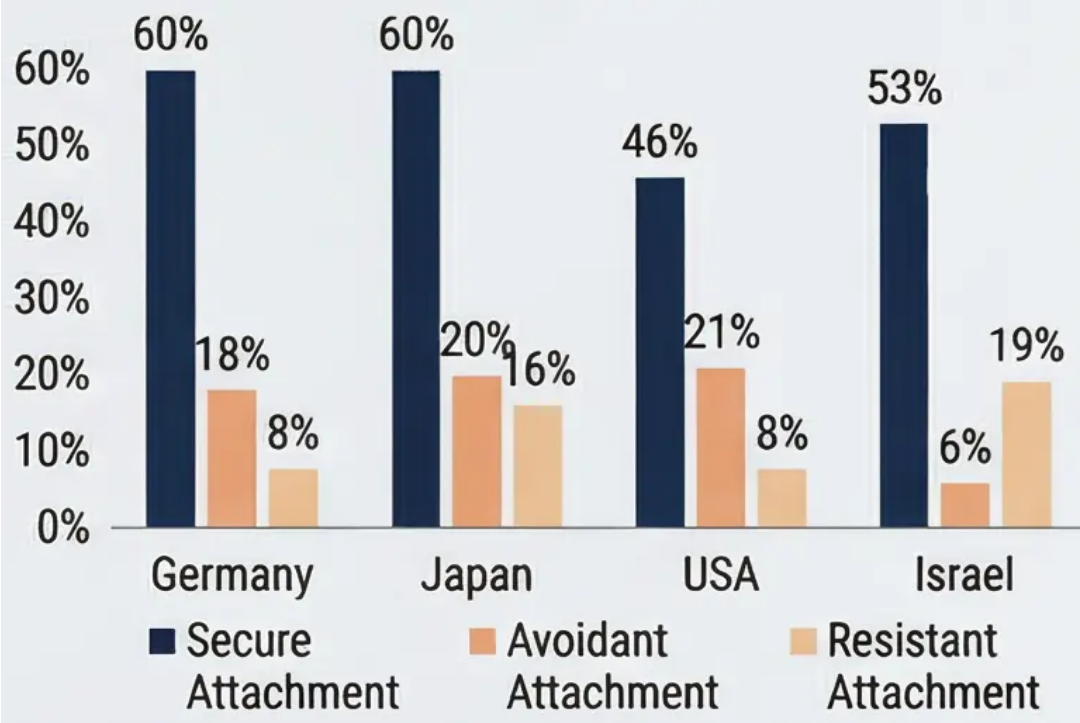 60% 60%
60%
53%
50%
46%
40%
30%
20% 18% 20% 16% 21% 19%
10% 8% 8% 6%
0%
Germany Japan USA Israel
Secure Attachment
Avoidant Attachment
Resistant Attachment